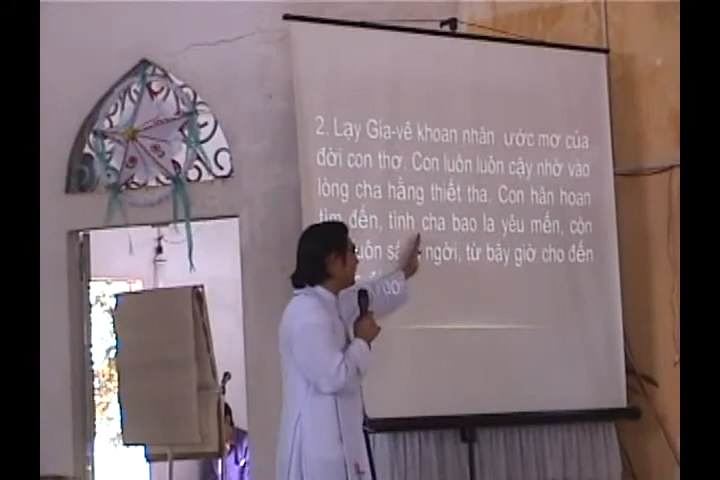 2. Lạy Gia-vê khoan nhân ước mơ của
đời con thơ. Con luôn luôn cậy nhờ vào
lòng cha hằng thiết tha. Con hân hoan
tìm đến, tình cha bao la yêu mến, còn
ngời, từ bây giờ cho đến